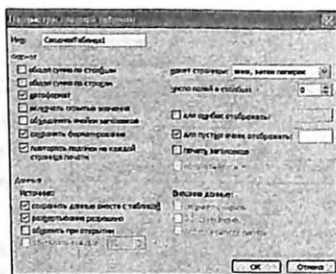 Параметры сводной таблицы
Имя: СводнаяТаблица1
Формат
общая сумма по столбцам
общая сумма по строкам
автоформат
включать скрытые значения
объединять ячейки заголовков
сохранять форматирование
повторять подписи на каждой странице печати
макет страницы: вниз, затем поперек
число полей в столбце: 0
для ошибок отображать:
для пустых ячеек отображать:
печать заголовков
Данные
Источник:
сохранить данные вместе с таблицей
развертывание разрешено
обновить при открытии
Внешние данные:
OK
Отмена